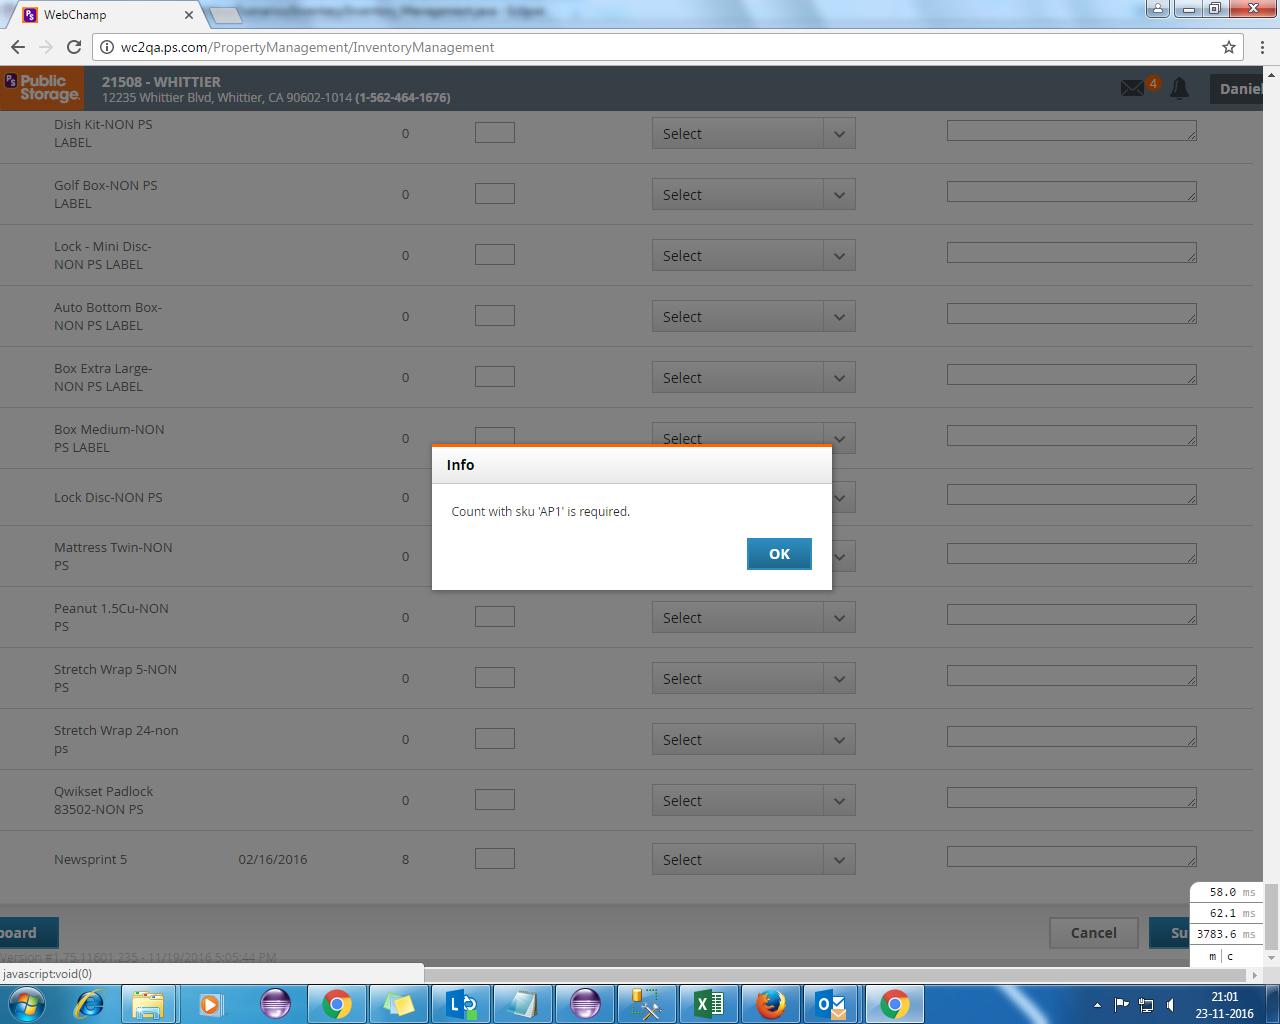 WebChamp
wc2qa.ps.com/PropertyManagement/InventoryManagement
Public Storage.
21508 - WHITTIER
12235 Whittier Blvd, Whittier, CA 90602-1014 (1-562-464-1676)
4
Daniel
Dish Kit-NON PS
LABEL
0
Select
Golf Box-NON PS
LABEL
0
Select
Lock - Mini Disc-
NON PS LABEL
0
Select
Auto Bottom Box-
NON PS LABEL
0
Select
Box Extra Large-
NON PS LABEL
0
Select
Box Medium-NON
PS LABEL
0
Select
Info
Count with sku 'AP1' is required.
OK
Lock Disc-NON PS
0
Mattress Twin-NON
PS
0
Peanut 1.5Cu-NON
PS
0
Select
Stretch Wrap 5-NON
PS
0
Select
Stretch Wrap 24-non
ps
0
Select
Qwikset Padlock
83502-NON PS
0
Select
Newsprint 5
02/16/2016
8
Select
58.0 ms
62.1 ms
3783.6 ms
m | c
board
Cancel
Su
Version #1.75.11601.235 - 11/19/2016 5:05:44 PM
javascript:void(0)
21:01
23-11-2016